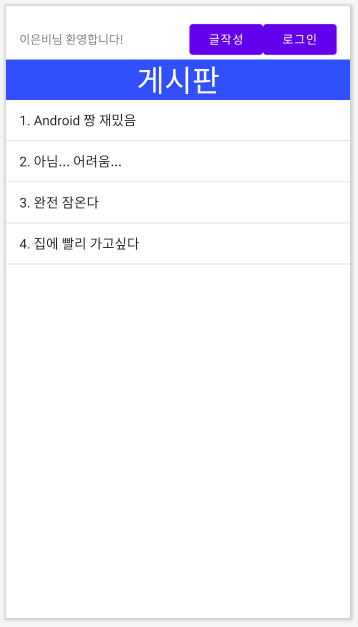 이은비님 환영합니다! 글작성 로그인
게시판
1. Android 짱 재밌음
2. 아님... 어려움...
3. 완전 잠온다
4. 집에 빨리 가고싶다